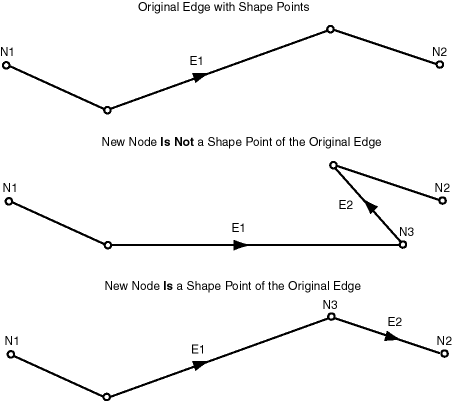 Original Edge with Shape Points
N1
E1
N2
New Node Is Not a Shape Point of the Original Edge
N1
N2
E2
E1
N3
New Node Is a Shape Point of the Original Edge
N3
E2
N1
E1
N2